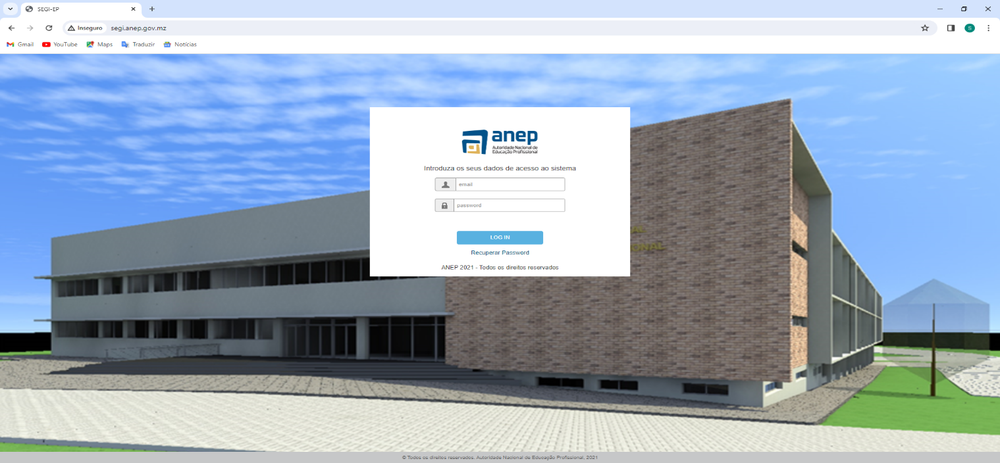 SEGI-EP
Inseguro segi.anep.gov.mz S
Gmail YouTube Maps Traduzir Notícias
anep
Autoridade Nacional de
Educação Profissional
Introduza os seus dados de acesso ao sistema
email
password
LOG IN
Recuperar Password
ANEP 2021 - Todos os direitos reservados
© Todos os direitos reservados. Autoridade Nacional de Educação Profissional, 2021